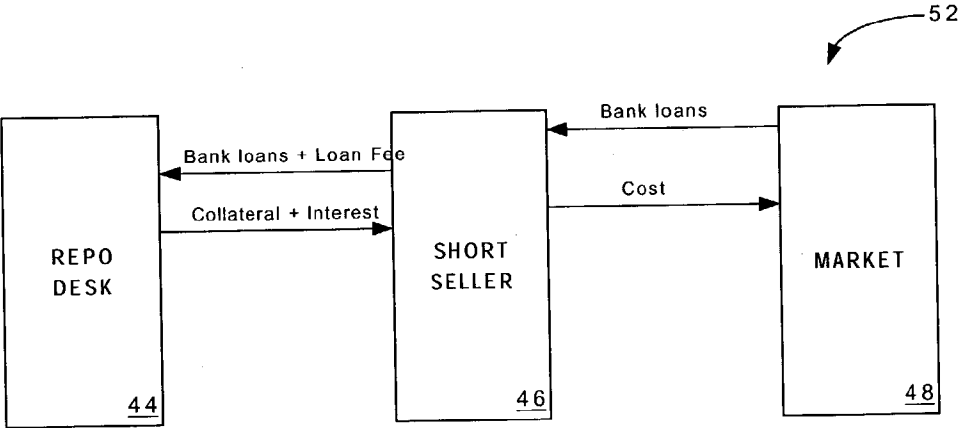 52
Bank loans
Bank loans + Loan Fee
Cost
Collateral + Interest
REPO
DESK
SHORT
SELLER
MARKET
44
46
48